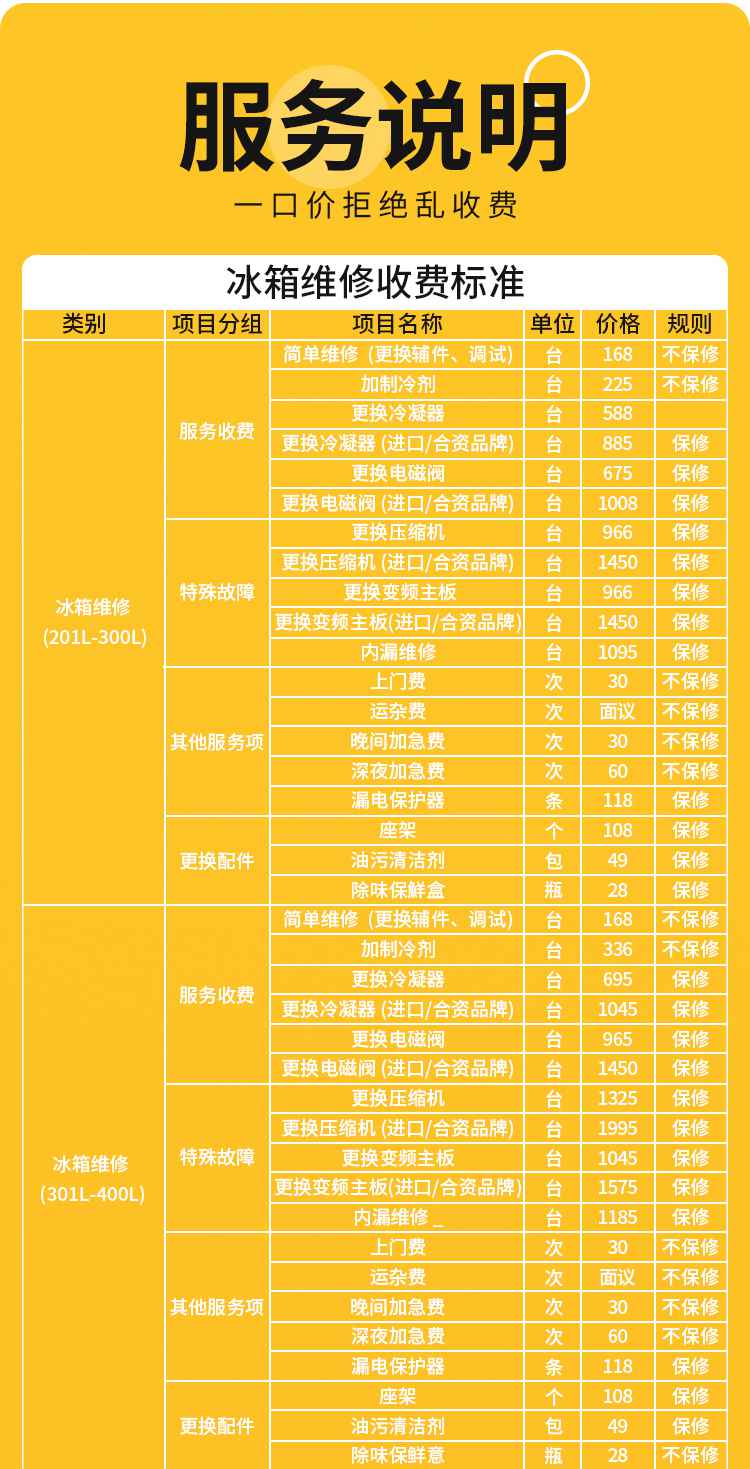 服务说明
一口价拒绝乱收费
冰箱维修收费标准
类别 项目分组 项目名称 单位 价格 规则
冰箱维修
(201L-300L)
服务收费
简单维修 (更换辅件、调试) 台 168 不保修
加制冷剂 台 225 不保修
更换冷凝器 台 588
更换冷凝器 (进口/合资品牌) 台 885 保修
更换电磁阀 台 675 保修
更换电磁阀 (进口/合资品牌) 台 1008 保修
特殊故障
更换压缩机 台 966 保修
更换压缩机 (进口/合资品牌) 台 1450 保修
更换变频主板 台 966 保修
更换变频主板(进口/合资品牌) 台 1450 保修
内漏维修 台 1095 保修
其他服务项
上门费 次 30 不保修
运杂费 次 面议 不保修
晚间加急费 次 30 不保修
深夜加急费 次 60 不保修
漏电保护器 条 118 保修
更换配件
座架 个 108 保修
油污清洁剂 包 49 保修
除味保鲜盒 瓶 28 保修
冰箱维修
(301L-400L)
服务收费
简单维修 (更换辅件、调试) 台 168 不保修
加制冷剂 台 336 不保修
更换冷凝器 台 695 保修
更换冷凝器 (进口/合资品牌) 台 1045 保修
更换电磁阀 台 965 保修
更换电磁阀 (进口/合资品牌) 台 1450 保修
特殊故障
更换压缩机 台 1325 保修
更换压缩机 (进口/合资品牌) 台 1995 保修
更换变频主板 台 1045 保修
更换变频主板(进口/合资品牌) 台 1575 保修
内漏维修 _ 台 1185 保修
其他服务项
上门费 次 30 不保修
运杂费 次 面议 不保修
晚间加急费 次 30 不保修
深夜加急费 次 60 不保修
漏电保护器 条 118 保修
更换配件
座架 个 108 保修
油污清洁剂 包 49 保修
除味保鲜意 瓶 28 不保修